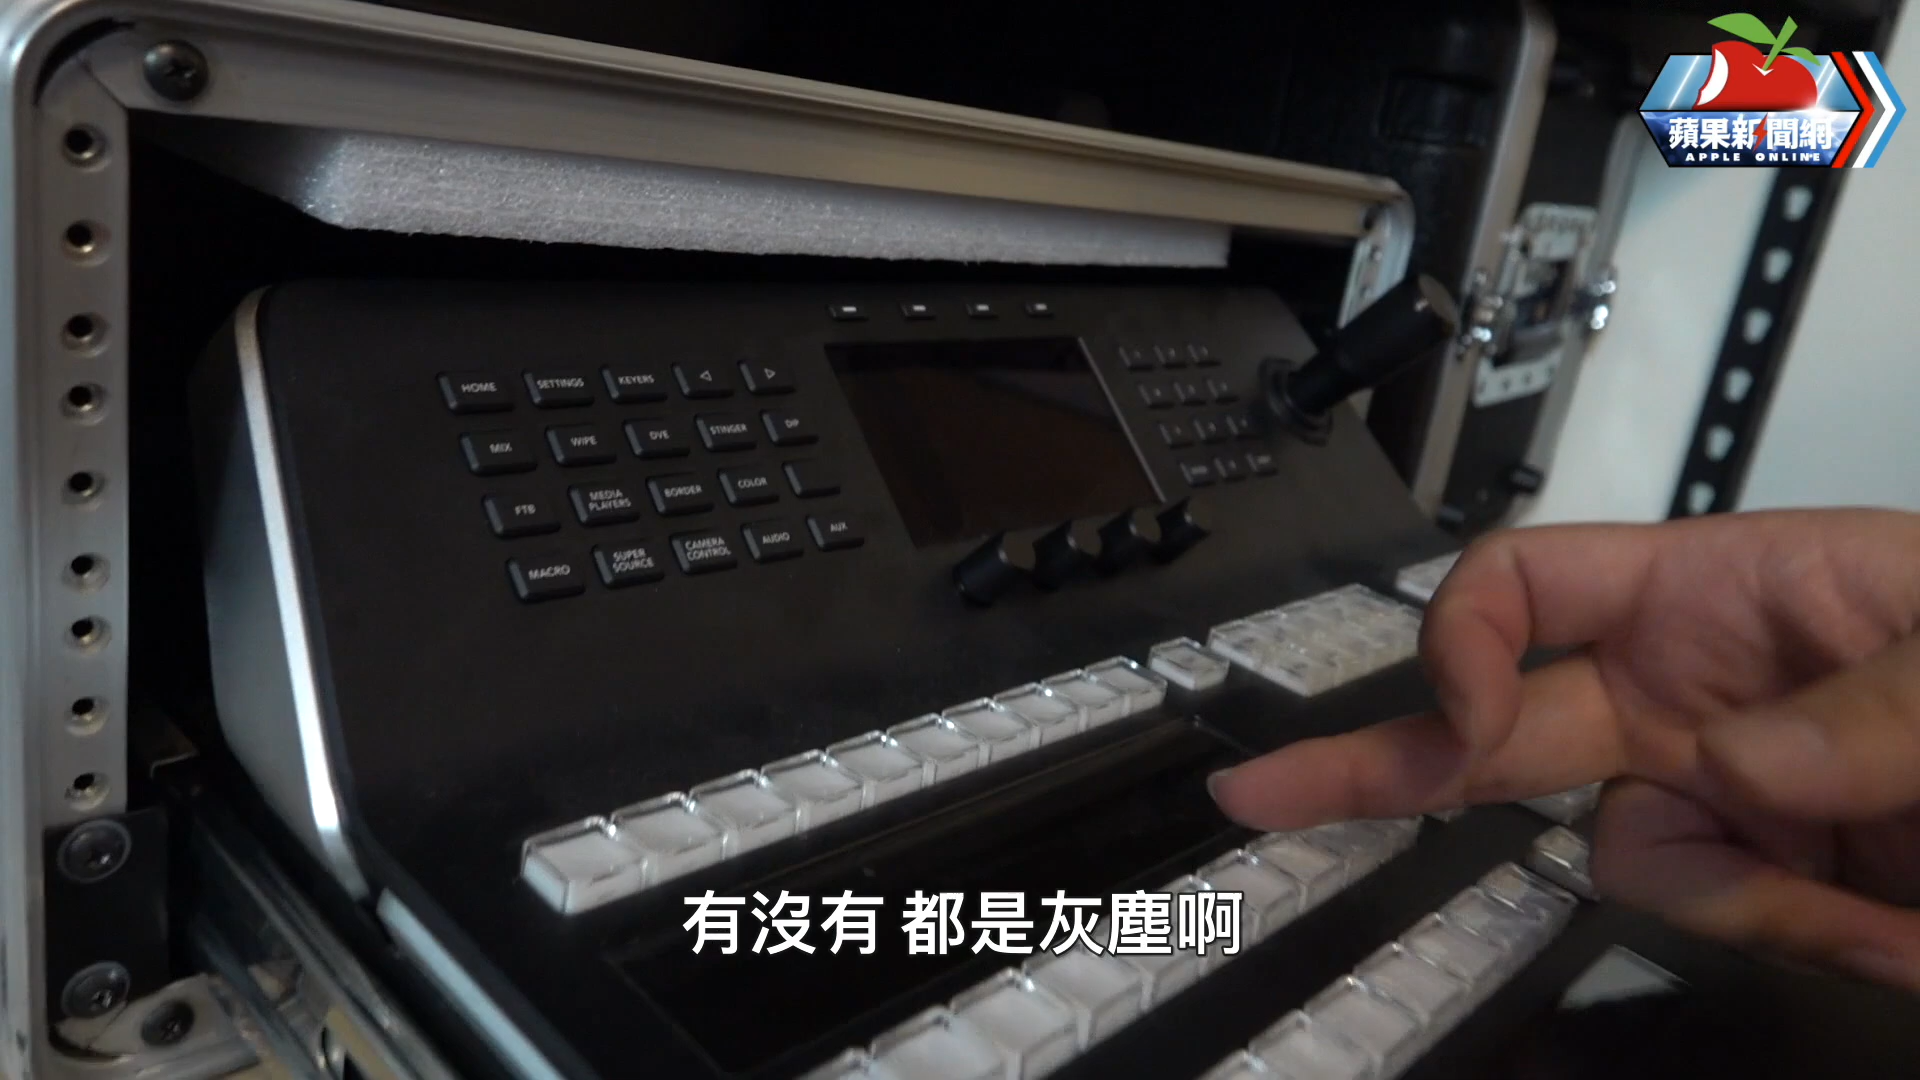 蘋果新聞網
APPLE ONLINE
HOME
SETTINGS
KEYERS
MIX
WIPE
DVE
STINGER
DIP
FTB
MEDIA
PLAYERS
BORDER
COLOR
MACRO
SUPER
SOURCE
CAMERA
CONTROL
AUDIO
AUX
有沒有 都是灰塵啊